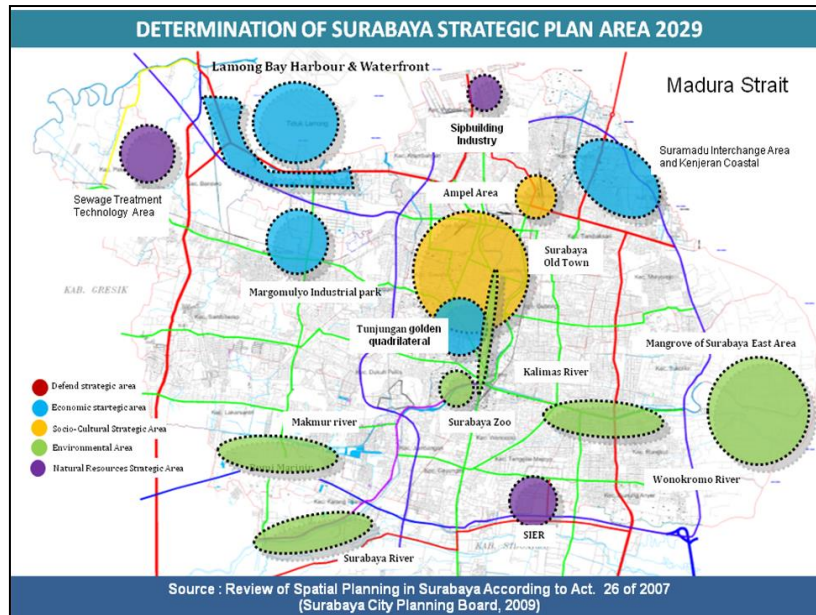 DETERMINATION OF SURABAYA STRATEGIC PLAN AREA 2029
Lamong Bay Harbour & Waterfront
Madura Strait
Sipbuilding
Industry
Suramadu Interchange Area
and Kenjeran Coastal
Ampel Area
Sewage Treatment
Technology Area
Surabaya
Old Town
KAB. GRESIK
Margomulyo Industrial park
Tunjungan golden
quadrilateral
Mangrove of Surabaya East Area
Kalimas River
Defend strategic area
Economic startegic area
Socio-Cultural Strategic Area
Environmental Area
Natural Resources Strategic Area
Makmur river
Surabaya Zoo
Wonokromo River
SIER
Surabaya River
Source : Review of Spatial Planning in Surabaya According to Act. 26 of 2007
(Surabaya City Planning Board, 2009)